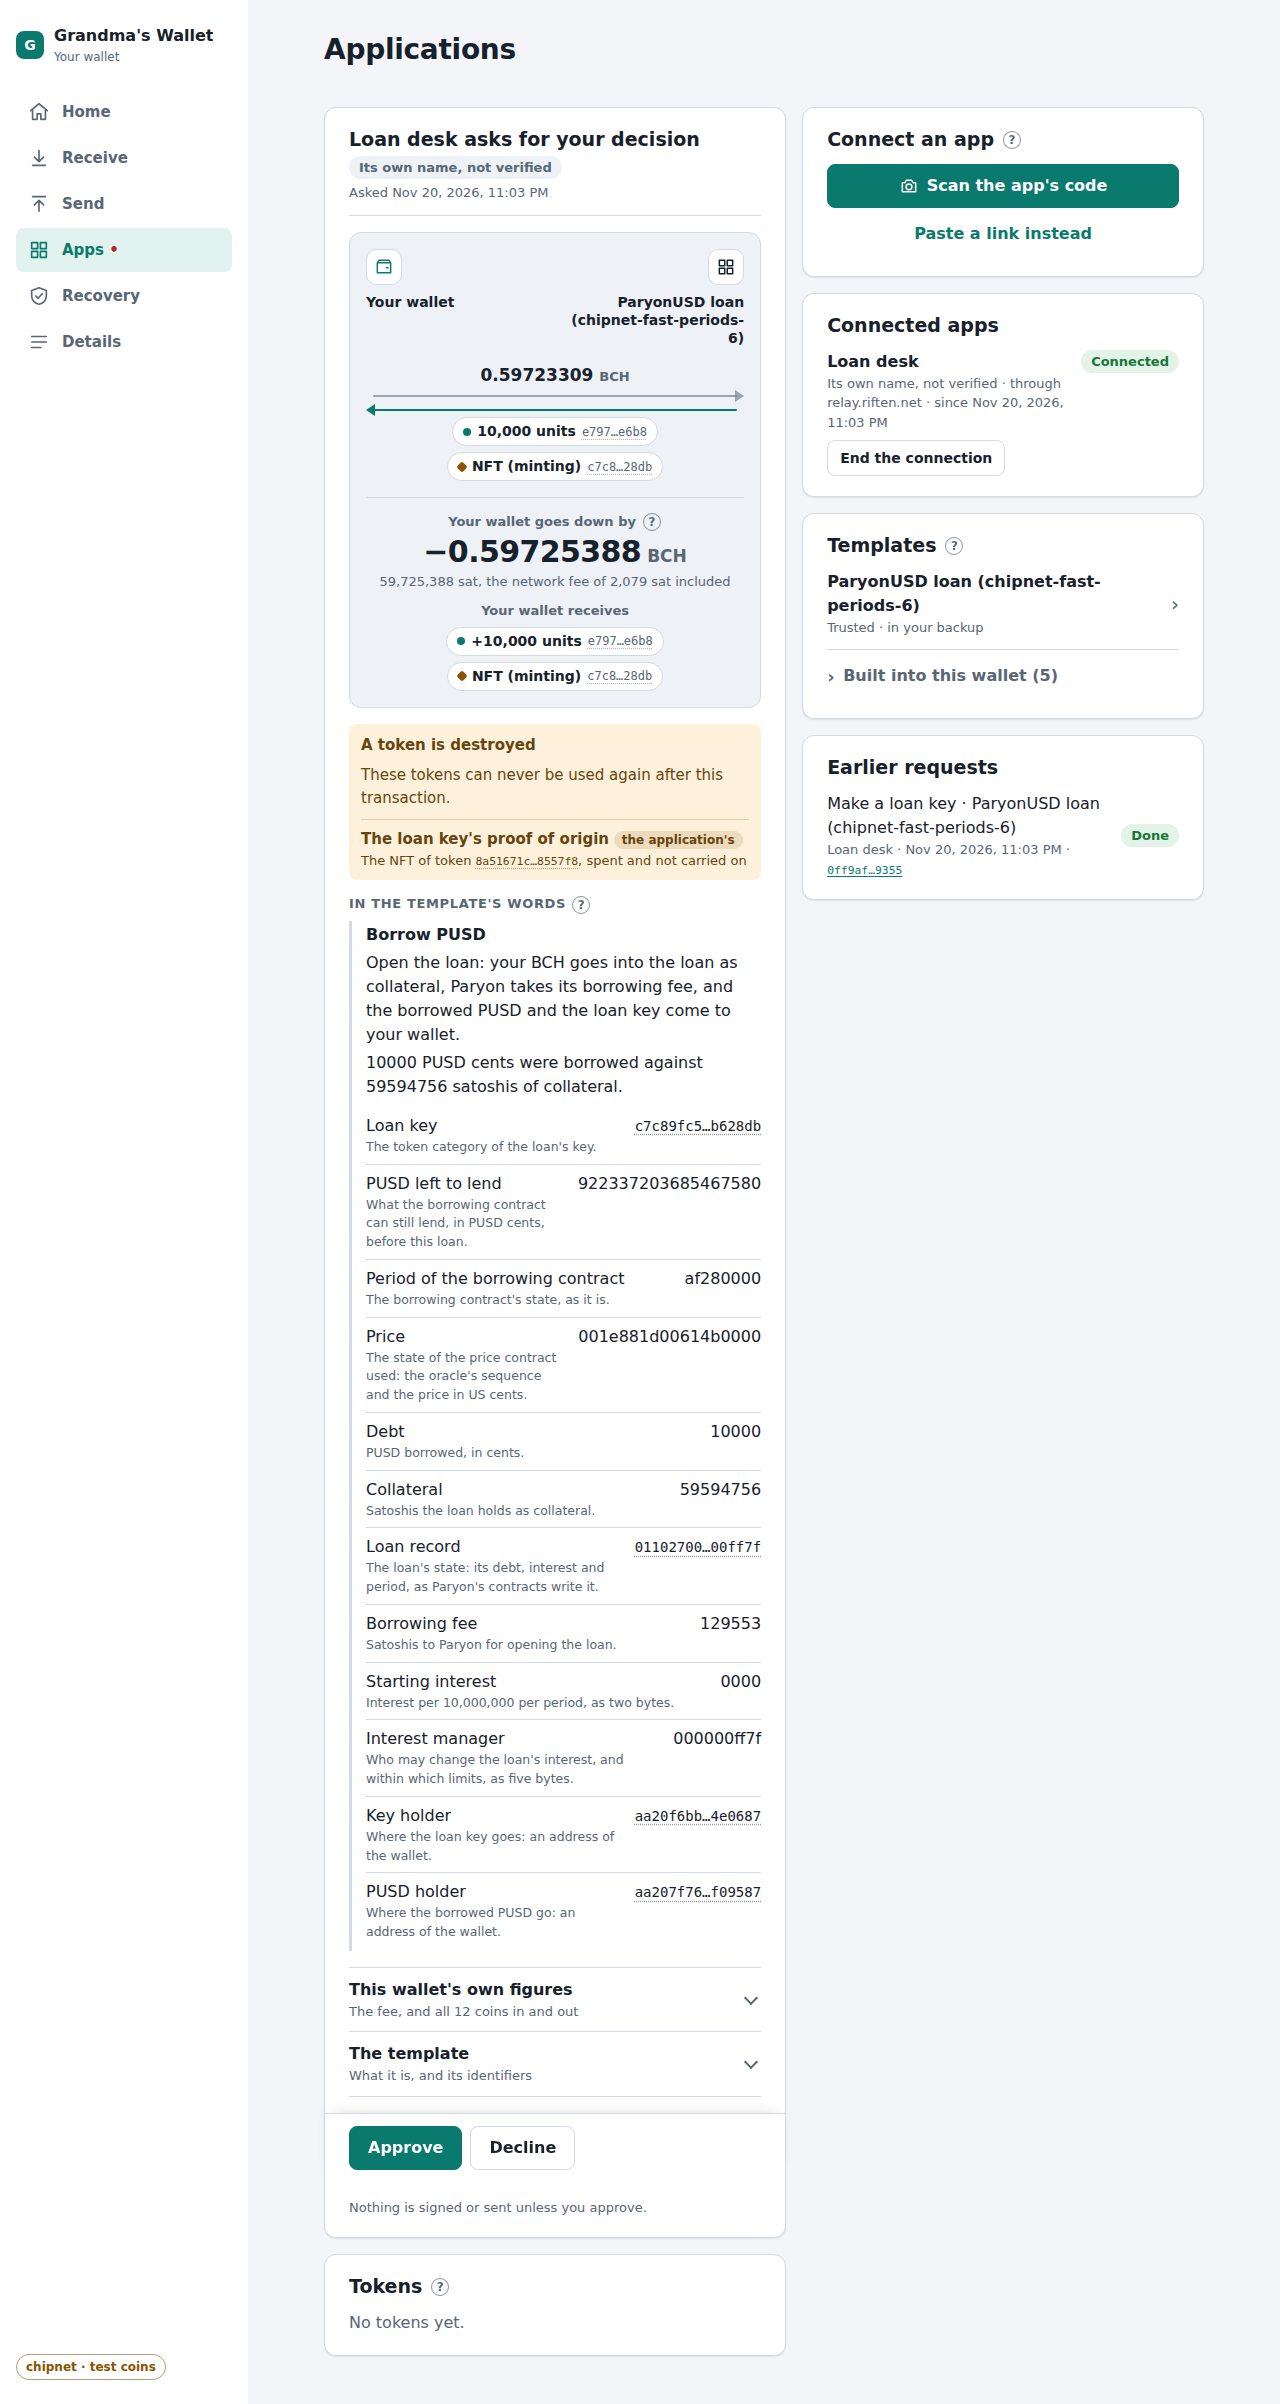 G
Grandma's Wallet
Your wallet
Home
Receive
Send
Apps •
Recovery
Details
chipnet · test coins
Applications
Loan desk asks for your decision
Its own name, not verified
Asked Nov 20, 2026, 11:03 PM
Your wallet
ParyonUSD loan
(chipnet-fast-periods-
6)
0.59723309 BCH
10,000 units e797…e6b8
NFT (minting) c7c8…28db
Your wallet goes down by ?
−0.59725388 BCH
59,725,388 sat, the network fee of 2,079 sat included
Your wallet receives
+10,000 units e797…e6b8
NFT (minting) c7c8…28db
A token is destroyed
These tokens can never be used again after this
transaction.
The loan key's proof of origin the application's
The NFT of token 8a51671c…8557f8, spent and not carried on
IN THE TEMPLATE'S WORDS ?
Borrow PUSD
Open the loan: your BCH goes into the loan as
collateral, Paryon takes its borrowing fee, and
the borrowed PUSD and the loan key come to
your wallet.
10000 PUSD cents were borrowed against
59594756 satoshis of collateral.
Loan key c7c89fc5…b628db
The token category of the loan's key.
PUSD left to lend 922337203685467580
What the borrowing contract
can still lend, in PUSD cents,
before this loan.
Period of the borrowing contract af280000
The borrowing contract's state, as it is.
Price 001e881d00614b0000
The state of the price contract
used: the oracle's sequence
and the price in US cents.
Debt 10000
PUSD borrowed, in cents.
Collateral 59594756
Satoshis the loan holds as collateral.
Loan record 01102700…00ff7f
The loan's state: its debt, interest and
period, as Paryon's contracts write it.
Borrowing fee 129553
Satoshis to Paryon for opening the loan.
Starting interest 0000
Interest per 10,000,000 per period, as two bytes.
Interest manager 000000ff7f
Who may change the loan's interest, and
within which limits, as five bytes.
Key holder aa20f6bb…4e0687
Where the loan key goes: an address of
the wallet.
PUSD holder aa207f76…f09587
Where the borrowed PUSD go: an
address of the wallet.
This wallet's own figures
The fee, and all 12 coins in and out
The template
What it is, and its identifiers
Approve
Decline
Nothing is signed or sent unless you approve.
Tokens ?
No tokens yet.
Connect an app ?
Scan the app's code
Paste a link instead
Connected apps
Loan desk
Connected
Its own name, not verified · through
relay.riften.net · since Nov 20, 2026,
11:03 PM
End the connection
Templates ?
ParyonUSD loan (chipnet-fast-
periods-6)
Trusted · in your backup
Built into this wallet (5)
Earlier requests
Make a loan key · ParyonUSD loan
(chipnet-fast-periods-6)
Done
Loan desk · Nov 20, 2026, 11:03 PM ·
0ff9af…9355